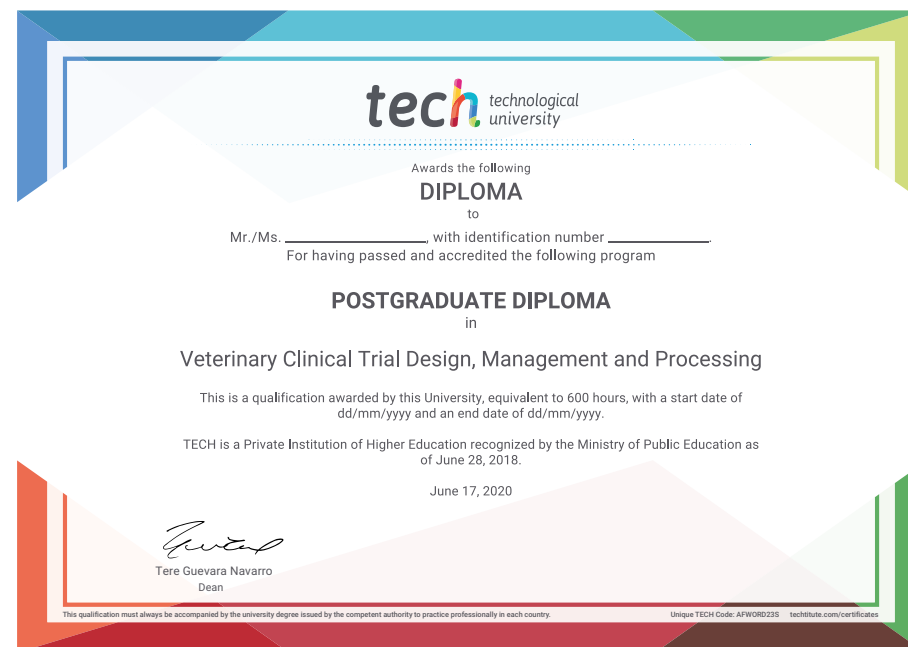 tech technological
university
Awards the following
DIPLOMA
to
Mr./Ms. ____________________, with identification number ______________.
For having passed and accredited the following program
POSTGRADUATE DIPLOMA
in
Veterinary Clinical Trial Design, Management and Processing
This is a qualification awarded by this University, equivalent to 600 hours, with a start date of
dd/mm/yyyy and an end date of dd/mm/yyyy.
TECH is a Private Institution of Higher Education recognized by the Ministry of Public Education as
of June 28, 2018.
June 17, 2020
Tere Guevara Navarro
Dean
This qualification must always be accompanied by the university degree issued by the competent authority to practice professionally in each country. Unique TECH Code: AFWORD23S techtitute.com/certificates